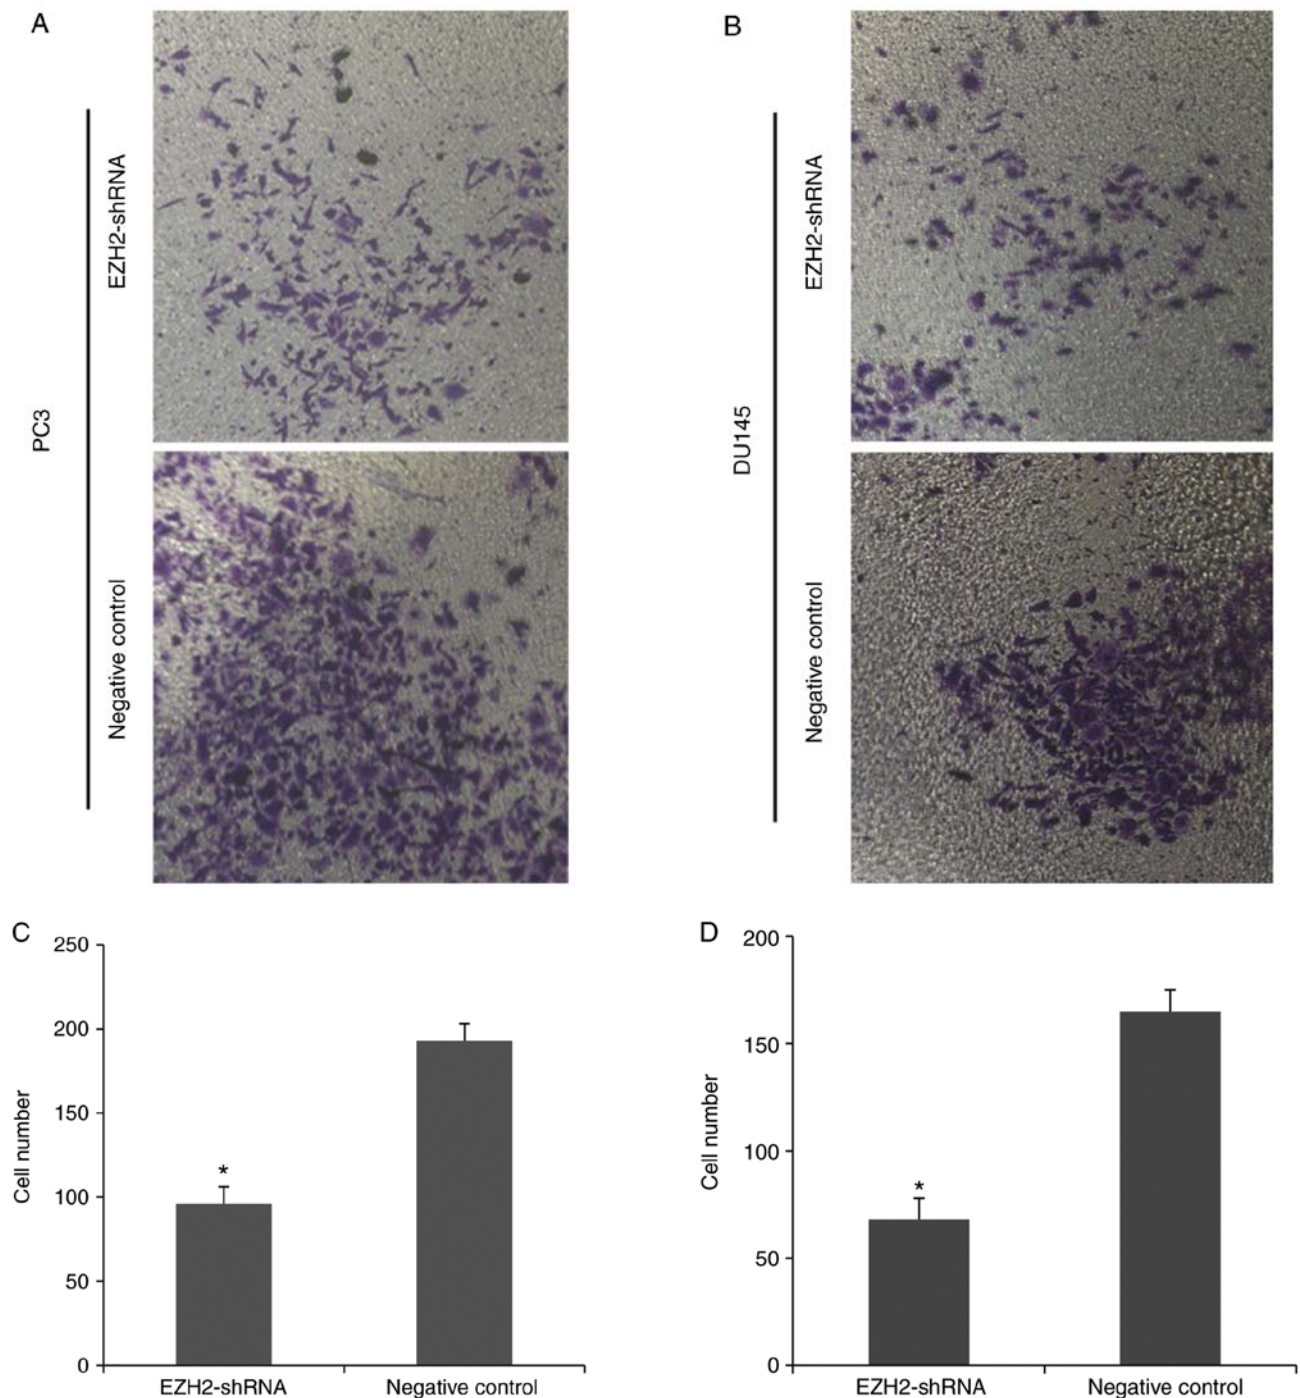 A
B
PC3
EZH2-shRNA
Negative control
DU145
EZH2-shRNA
Negative control
C
Cell number
250
200
150
100
50
0
*
EZH2-shRNA
Negative control
D
Cell number
200
150
100
50
0
*
EZH2-shRNA
Negative control